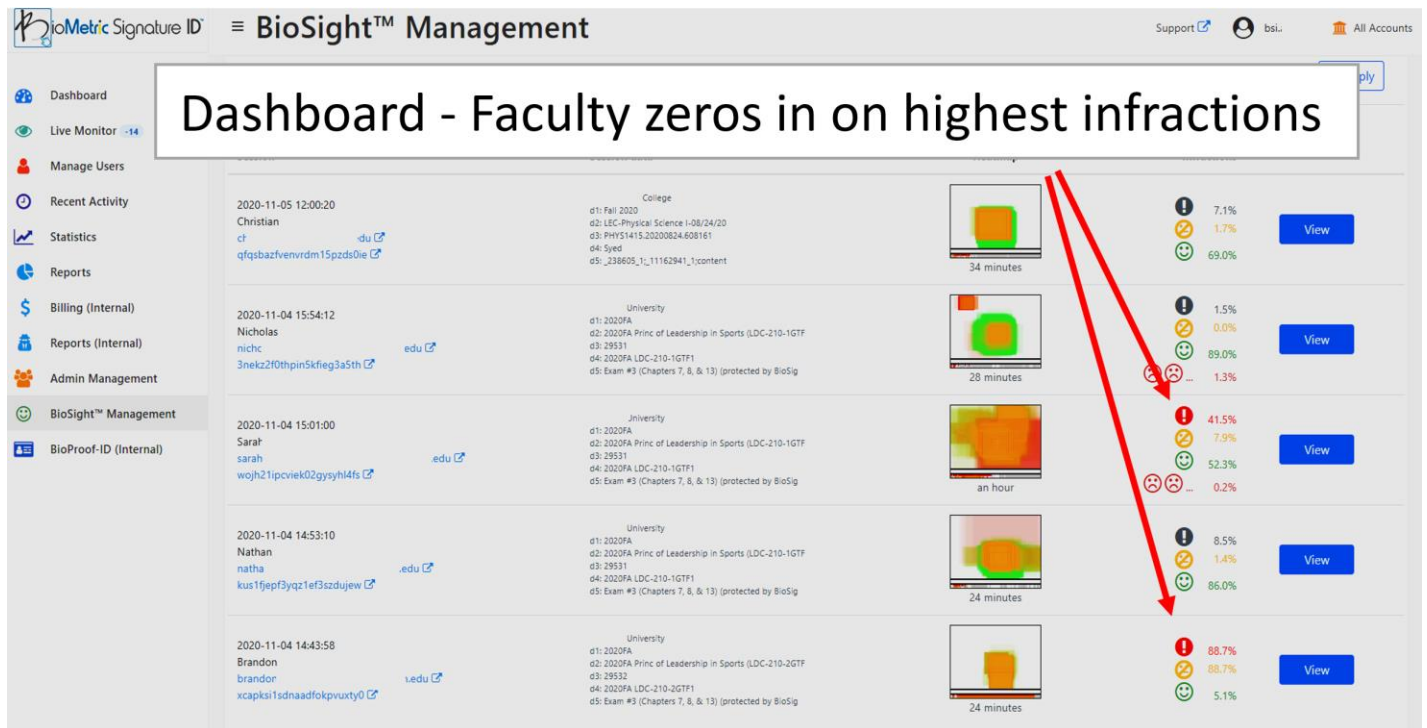 BioMetric Signature ID
≡ BioSight™ Management
Support
bsi..
All Accounts
ply
Dashboard - Faculty zeros in on highest infractions
Dashboard
Live Monitor -14
Manage Users
Recent Activity
Statistics
Reports
Billing (Internal)
Reports (Internal)
Admin Management
BioSight™ Management
BioProof-ID (Internal)
2020-11-05 12:00:20
Christian
du
qfqsbazfvenvrdm15pzds0ie
College
d1: Fall 2020
d2: LEC-Physical Science I-08/24/20
d3: PHYS1415.20200824.608161
d4: Syed
d5: _238605_1;_11162941_1;content
34 minutes
7.1%
1.7%
69.0%
View
2020-11-04 15:54:12
Nicholas
nichc edu
3nekz2f0thpin5kfieg3a5th
University
d1: 2020FA
d2: 2020FA Princ of Leadership in Sports (LDC-210-1GTF
d3: 29531
d4: 2020FA LDC-210-1GTF1
d5: Exam #3 (Chapters 7, 8, & 13) (protected by BioSig
28 minutes
1.5%
0.0%
89.0%
... 1.3%
View
2020-11-04 15:01:00
Sarah
sarah .edu
wojh21ipcviek02gysyhl4fs
University
d1: 2020FA
d2: 2020FA Princ of Leadership in Sports (LDC-210-1GTF
d3: 29531
d4: 2020FA LDC-210-1GTF1
d5: Exam #3 (Chapters 7, 8, & 13) (protected by BioSig
an hour
41.5%
7.9%
52.3%
... 0.2%
View
2020-11-04 14:53:10
Nathan
natha .edu
kus1fjepf3yqz1ef3szdujew
University
d1: 2020FA
d2: 2020FA Princ of Leadership in Sports (LDC-210-1GTF
d3: 29531
d4: 2020FA LDC-210-1GTF1
d5: Exam #3 (Chapters 7, 8, & 13) (protected by BioSig
24 minutes
8.5%
1.4%
86.0%
View
2020-11-04 14:43:58
Brandon
brandor .edu
xcapksi1sdnaadfokpvuxty0
University
d1: 2020FA
d2: 2020FA Princ of Leadership in Sports (LDC-210-2GTF
d3: 29532
d4: 2020FA LDC-210-2GTF1
d5: Exam #3 (Chapters 7, 8, & 13) (protected by BioSig
24 minutes
88.7%
88.7%
5.1%
View